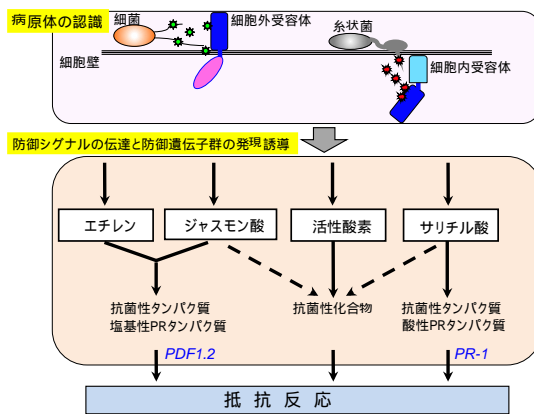 病原体の認識
細菌
細胞外受容体
糸状菌
細胞壁
細胞内受容体
防御シグナルの伝達と防御遺伝子群の発現誘導
エチレン
ジャスモン酸
活性酸素
サリチル酸
抗菌性タンパク質
塩基性PRタンパク質
抗菌性化合物
抗菌性タンパク質
酸性PRタンパク質
PDF1.2
PR-1
抵抗反応